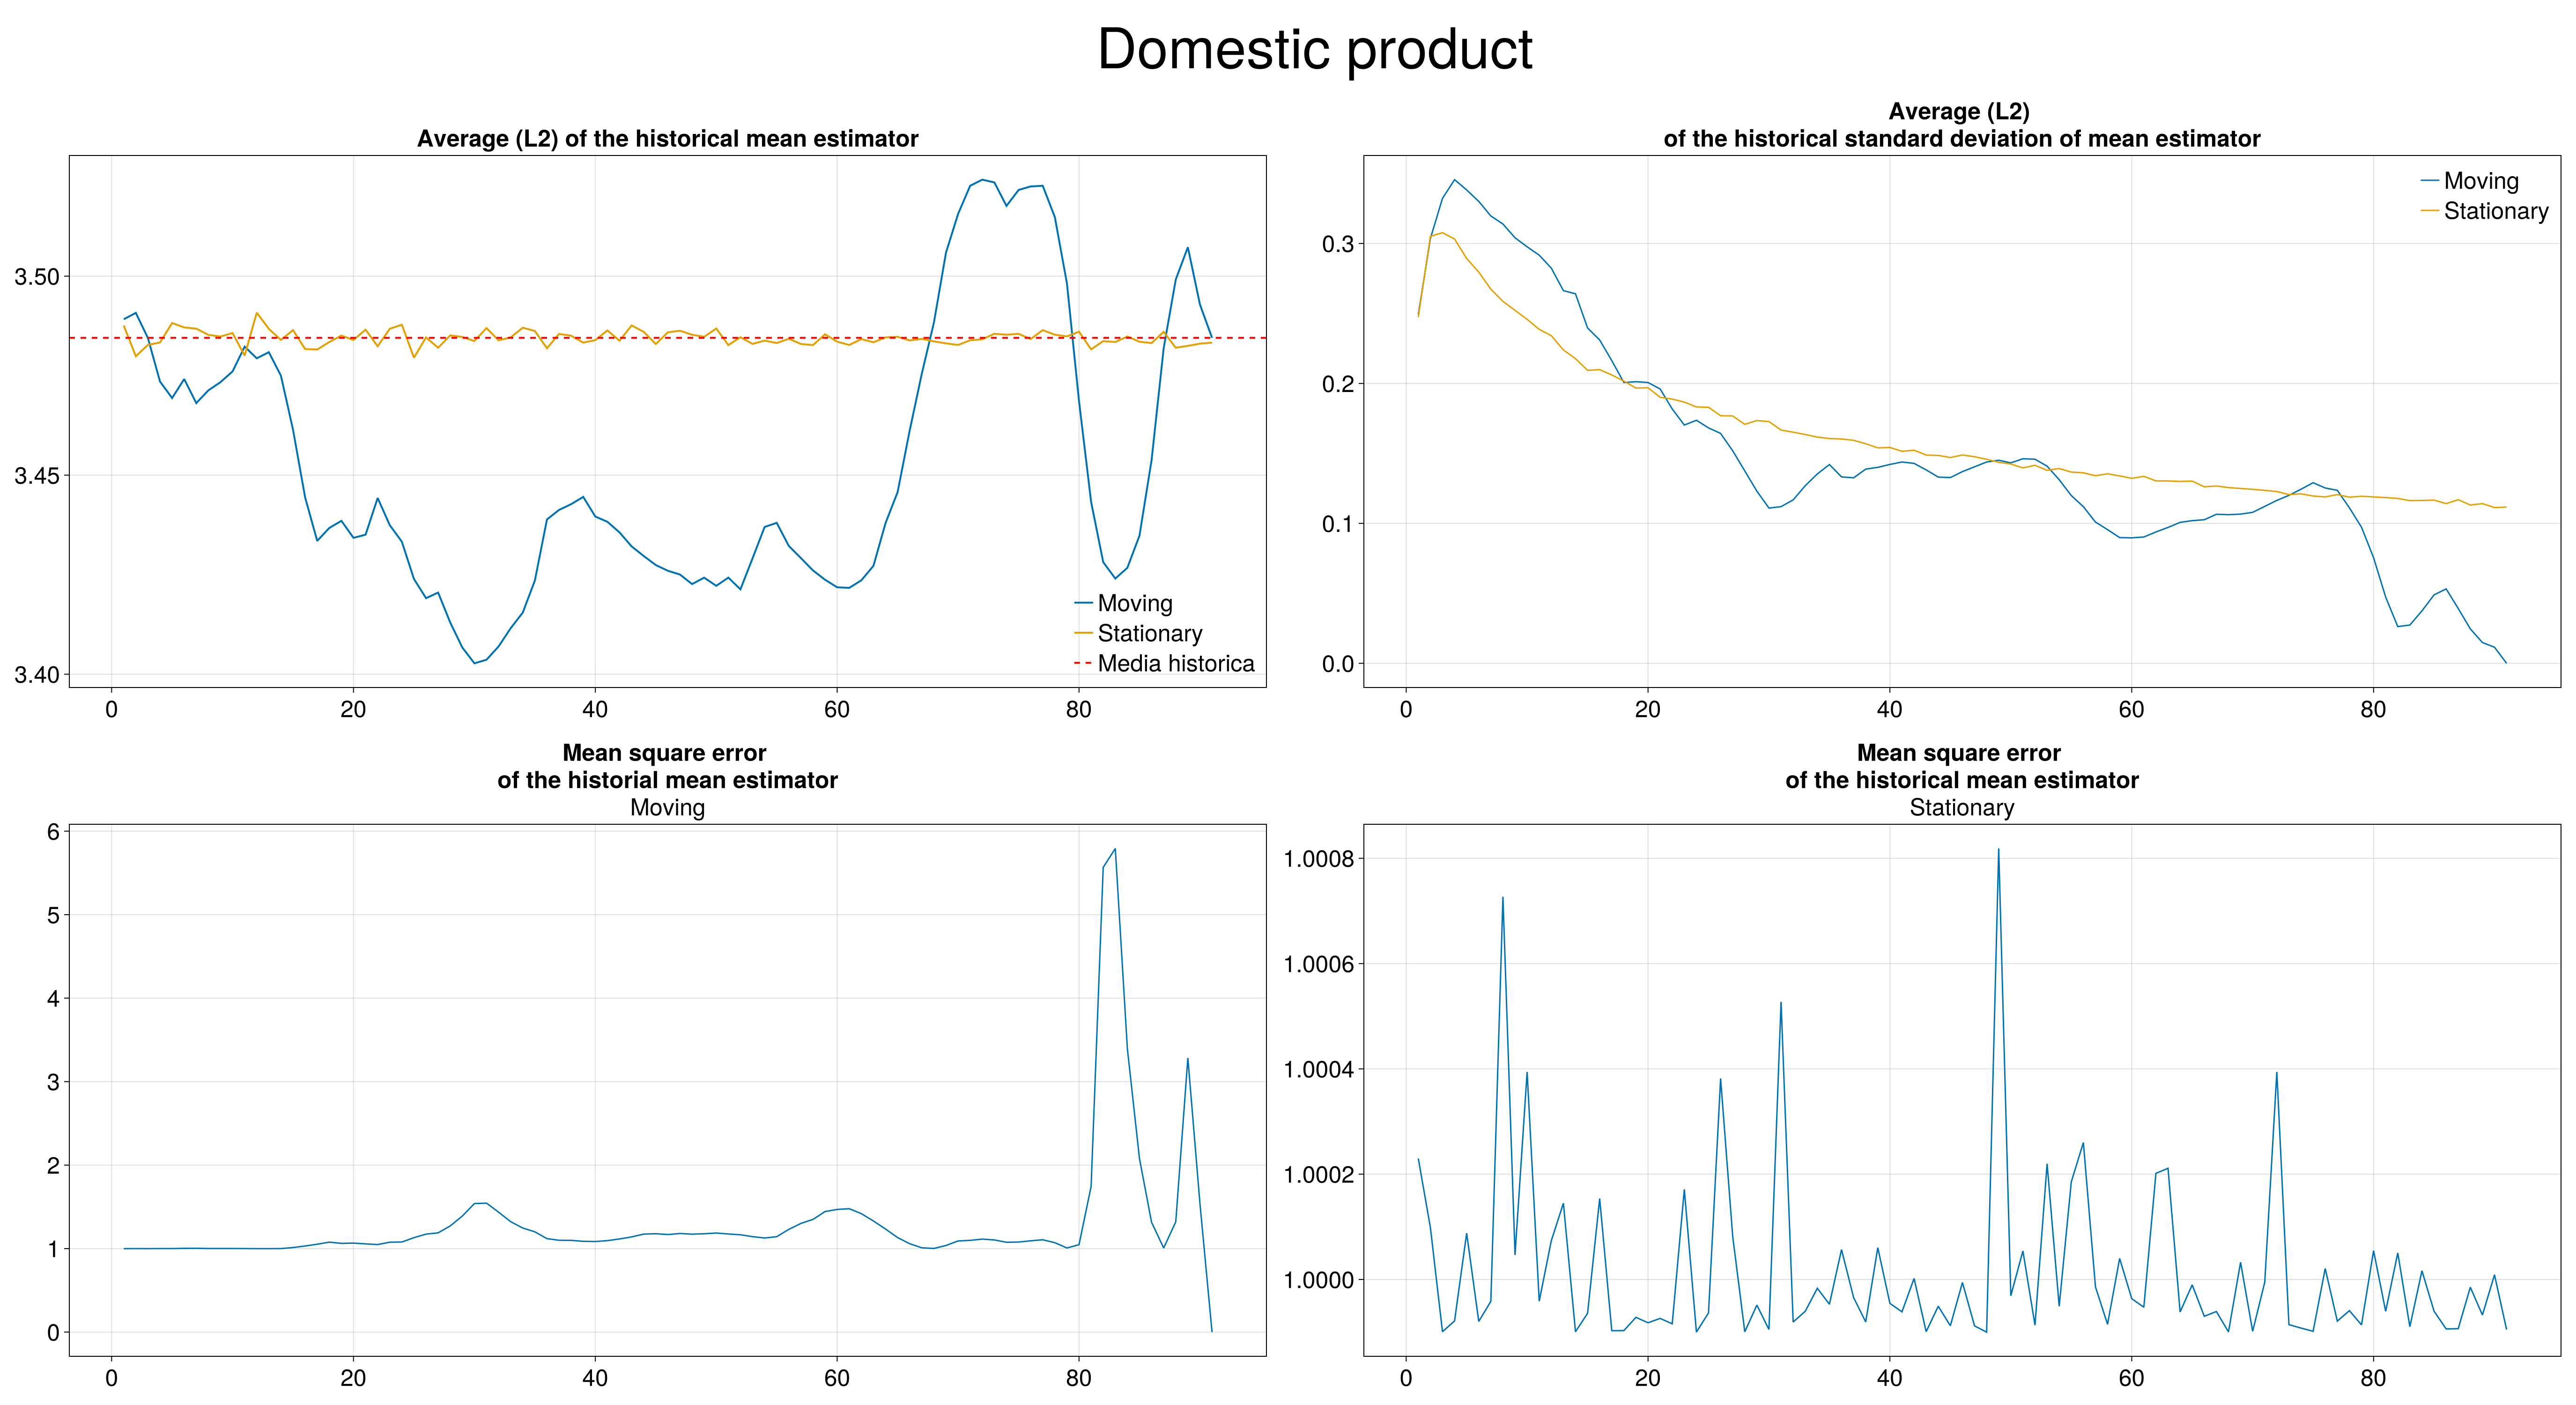 Domestic product
Average (L2) of the historical mean estimator
3.50
3.45
3.40
0 20 40 60 80
Moving
Stationary
Media historica
Average (L2)
of the historical standard deviation of mean estimator
0.3
0.2
0.1
0.0
0 20 40 60 80
Moving
Stationary
Mean square error
of the historial mean estimator
Moving
6
5
4
3
2
1
0
0 20 40 60 80
Mean square error
of the historical mean estimator
Stationary
1.0008
1.0006
1.0004
1.0002
1.0000
0 20 40 60 80